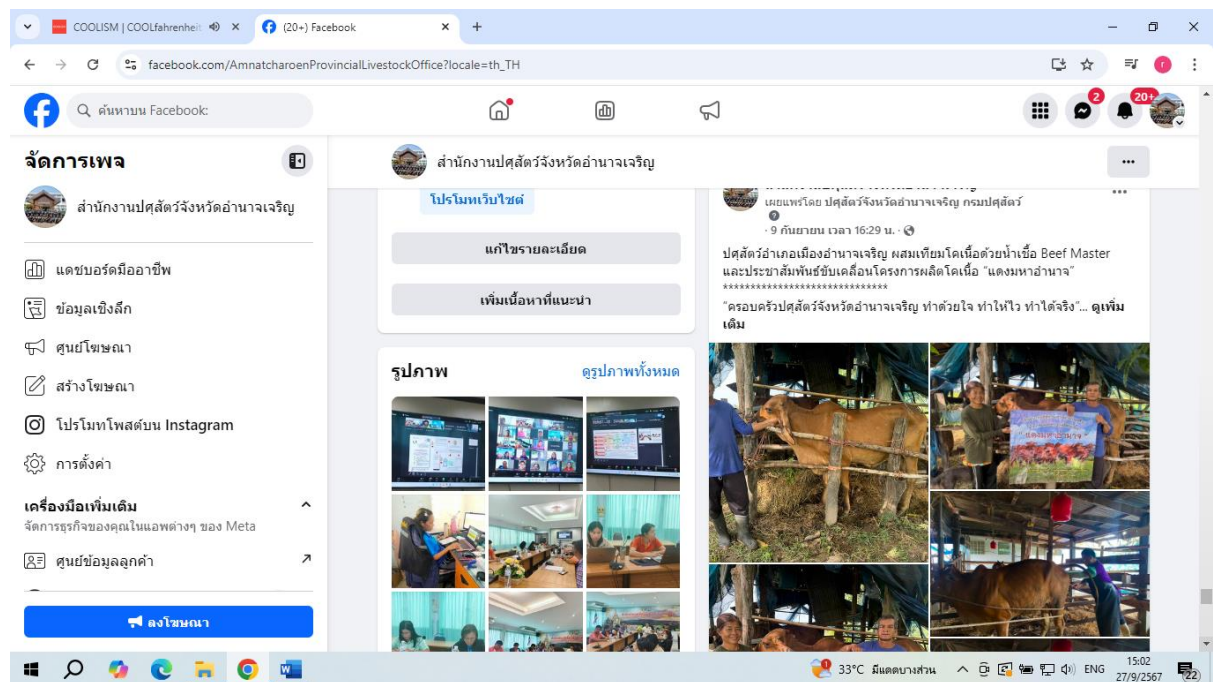 COOLISM | COOLfahrenheit
(20+) Facebook
facebook.com/AmnatcharoenProvincialLivestockOffice?locale=th_TH
r
ค้นหาบน Facebook:
2
20+
จัดการเพจ
สำนักงานปศุสัตว์จังหวัดอำนาจเจริญ
แดชบอร์ดมืออาชีพ
ข้อมูลเชิงลึก
ศูนย์โฆษณา
สร้างโฆษณา
โปรโมทโพสต์บน Instagram
การตั้งค่า
เครื่องมือเพิ่มเติม
จัดการธุรกิจของคุณในแอพต่างๆ ของ Meta
ศูนย์ข้อมูลลูกค้า
ลงโฆษณา
สำนักงานปศุสัตว์จังหวัดอำนาจเจริญ
โปรโมทเว็บไซต์
แก้ไขรายละเอียด
เพิ่มเนื้อหาที่แนะนำ
รูปภาพ
ดูรูปภาพทั้งหมด
เผยแพร่โดย ปศุสัตว์จังหวัดอำนาจเจริญ กรมปศุสัตว์
· 9 กันยายน เวลา 16:29 น. ·
ปศุสัตว์อำเภอเมืองอำนาจเจริญ ผสมเทียมโคเนื้อด้วยน้ำเชื้อ Beef Master
และประชาสัมพันธ์ขับเคลื่อนโครงการผลิตโคเนื้อ "แดงมหาอำนาจ"
******************************
"ครอบครัวปศุสัตว์จังหวัดอำนาจเจริญ ทำด้วยใจ ทำให้ไว ทำได้จริง"... ดูเพิ่ม
เติม
33°C มีแดดบางส่วน
ENG
15:02
27/9/2567
22